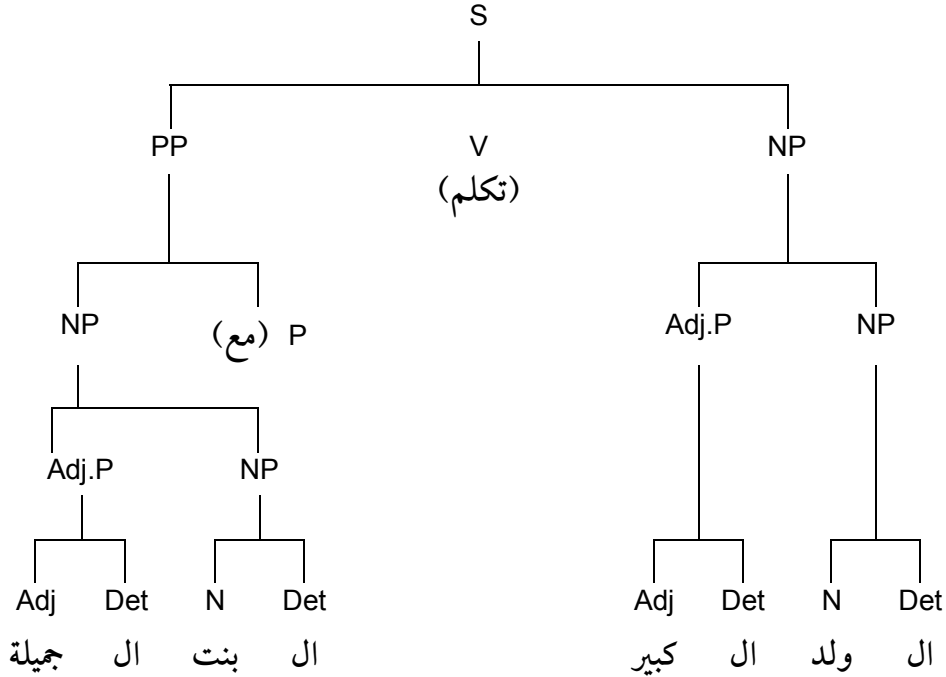 S
PP V NP
(تكلم)
NP (مع) P Adj.P NP
Adj.P NP
Adj Det N Det Adj Det N Det
ال ولد ال كبير ال بنت ال جميلة